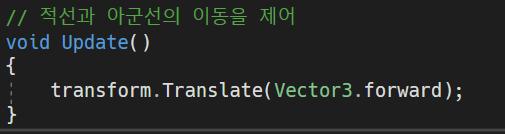 // 적선과 아군선의 이동을 제어
void Update()
{
    transform.Translate(Vector3.forward);
}